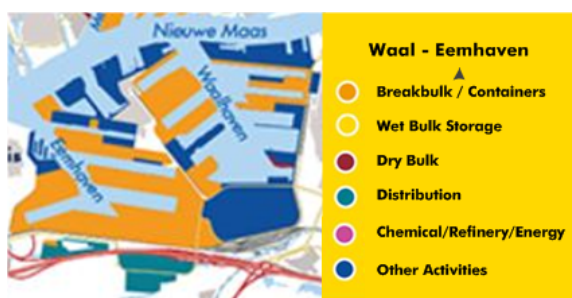 Nieuwe Maas
Waalhaven
Eemhaven
Waal - Eemhaven
Breakbulk / Containers
Wet Bulk Storage
Dry Bulk
Distribution
Chemical/Refinery/Energy
Other Activities